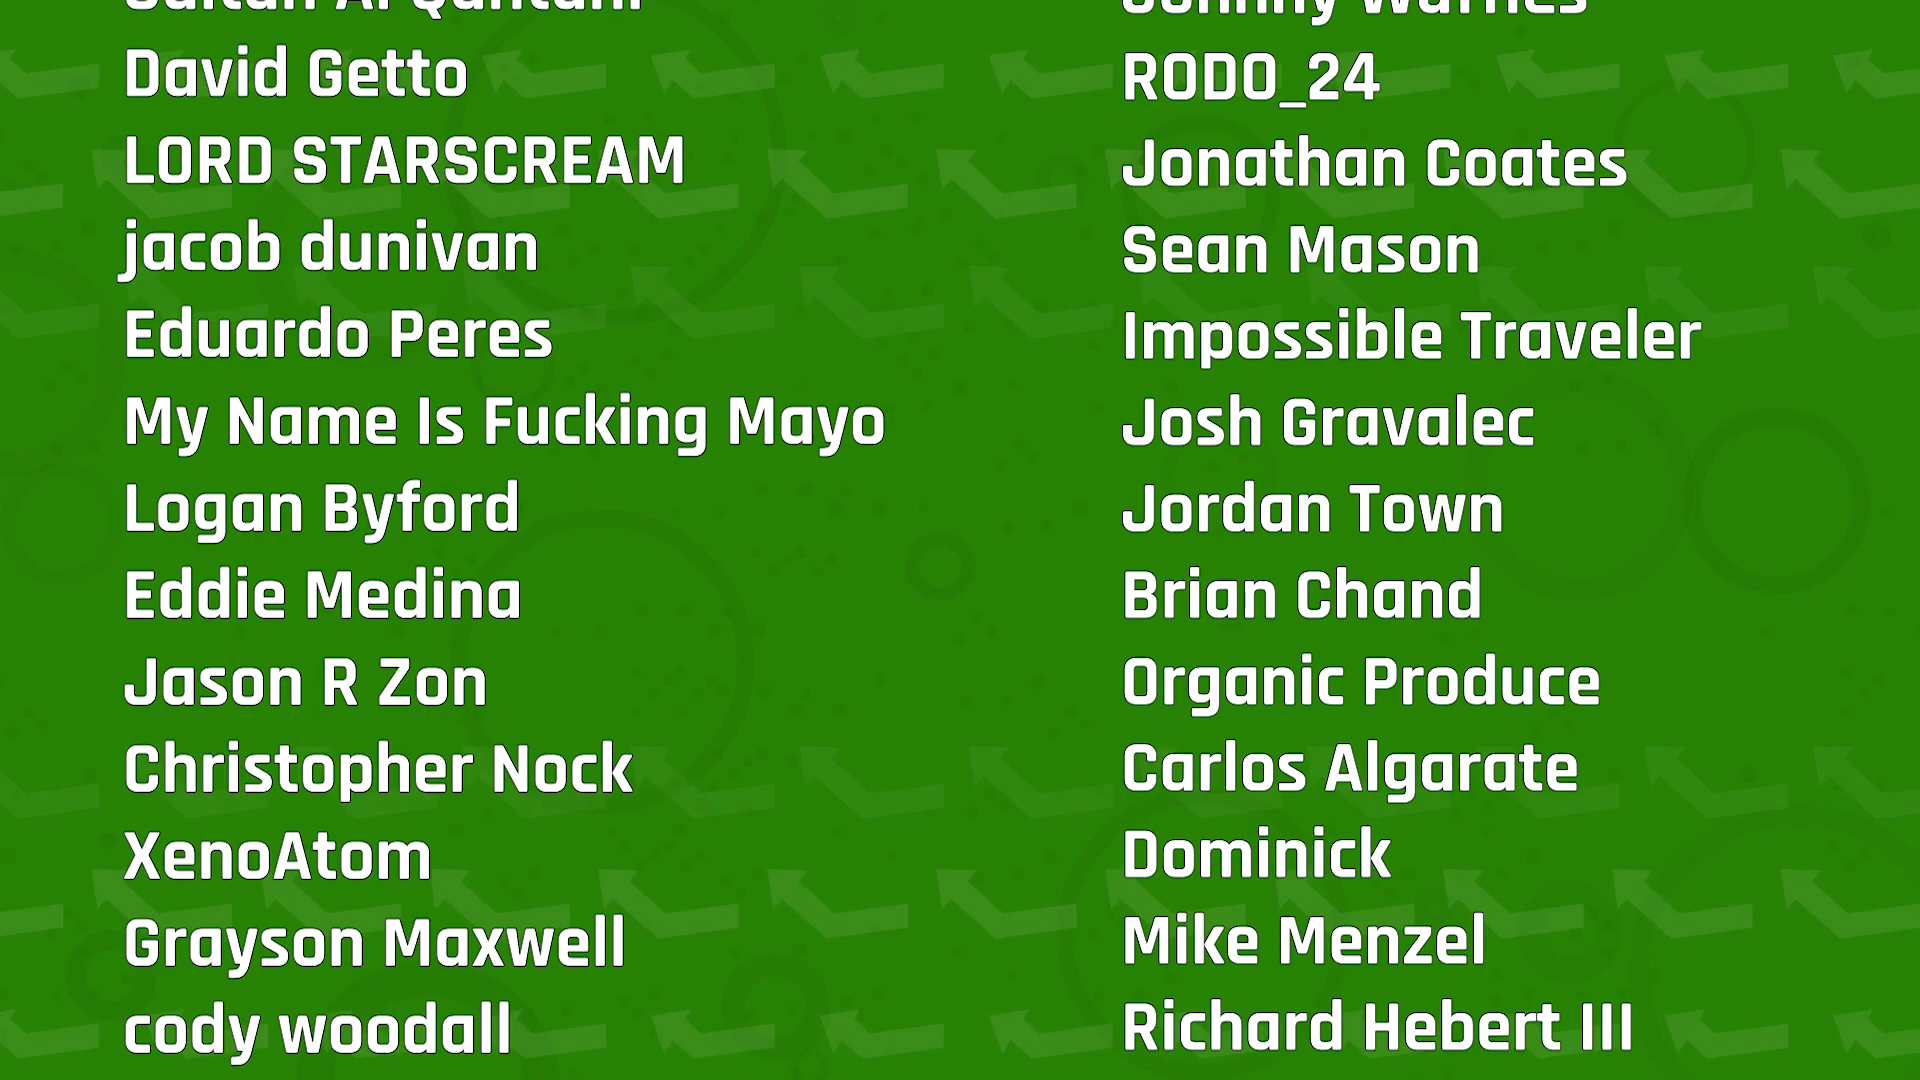 David Getto
LORD STARSCREAM
jacob dunivan
Eduardo Peres
My Name Is Fucking Mayo
Logan Byford
Eddie Medina
Jason R Zon
Christopher Nock
XenoAtom
Grayson Maxwell
cody woodall
RODO_24
Jonathan Coates
Sean Mason
Impossible Traveler
Josh Gravalec
Jordan Town
Brian Chand
Organic Produce
Carlos Algarate
Dominick
Mike Menzel
Richard Hebert III